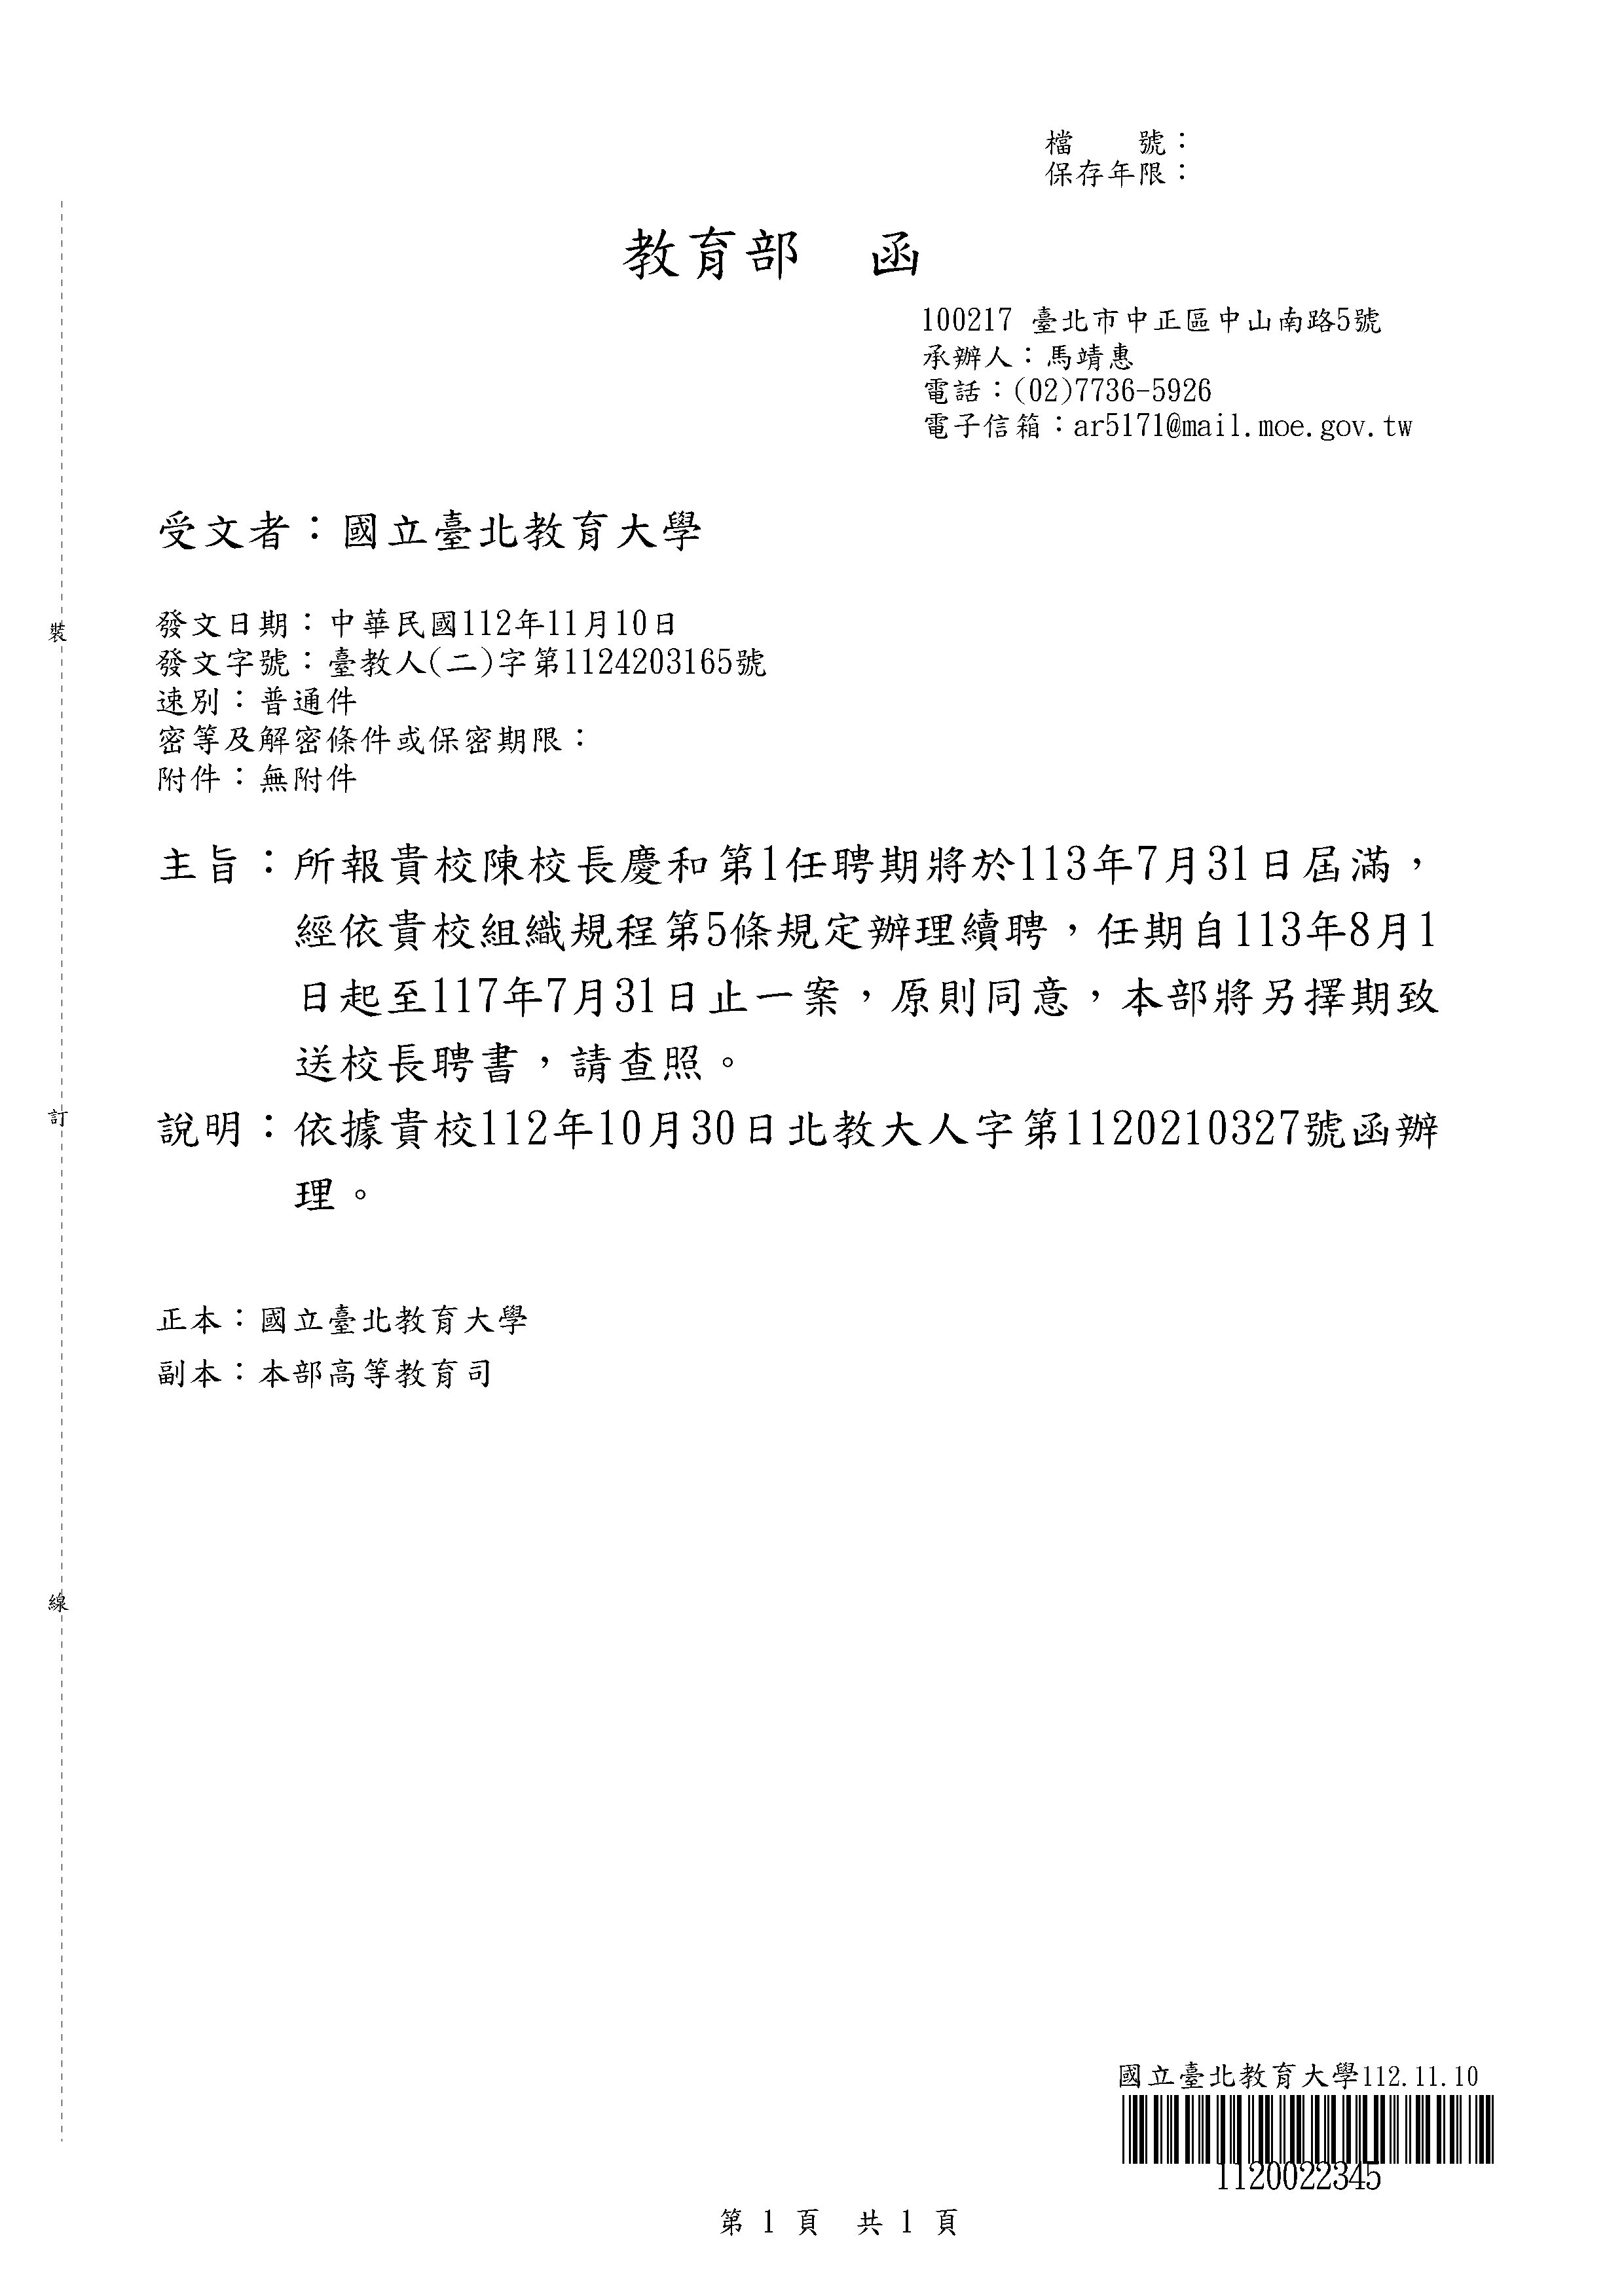 檔　　號：
保存年限：
教育部　函
100217 臺北市中正區中山南路5號
承辦人：馬靖惠
電話：(02)7736-5926
電子信箱：ar5171@mail.moe.gov.tw
受文者：國立臺北教育大學
發文日期：中華民國112年11月10日
發文字號：臺教人(二)字第1124203165號
速別：普通件
密等及解密條件或保密期限：
附件：無附件
主旨：所報貴校陳校長慶和第1任聘期將於113年7月31日屆滿，
經依貴校組織規程第5條規定辦理續聘，任期自113年8月1
日起至117年7月31日止一案，原則同意，本部將另擇期致
送校長聘書，請查照。
說明：依據貴校112年10月30日北教大人字第1120210327號函辦
理。
正本：國立臺北教育大學
副本：本部高等教育司
裝
訂
線
國立臺北教育大學112.11.10
1120022345
第 1 頁　共 1 頁